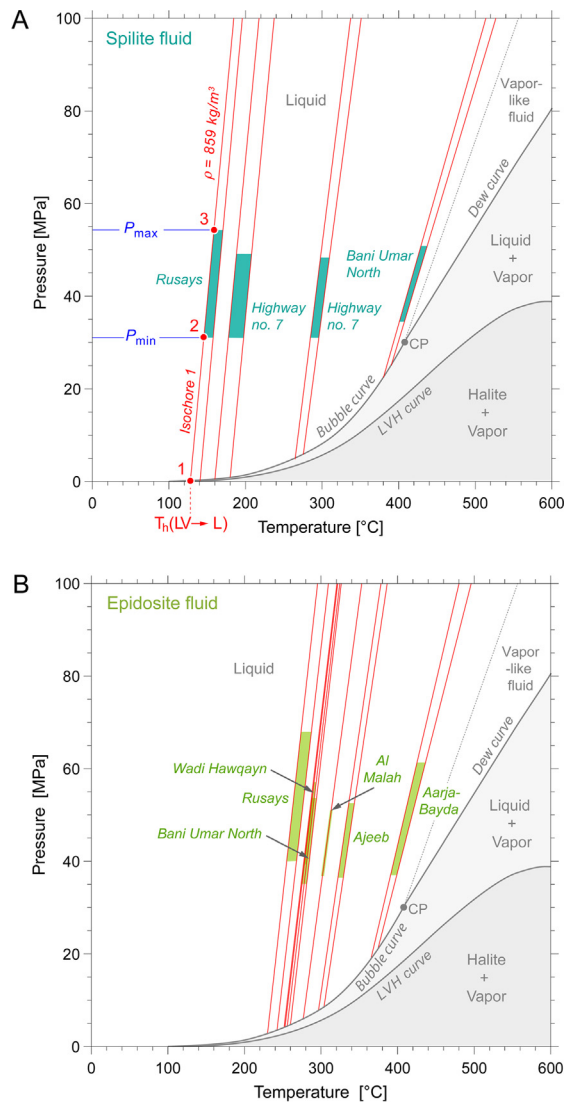 A
Spilite fluid
100
80
60
40
20
0
Pressure [MPa]
ρ = 859 kg/m³
Liquid
Vapor-
like fluid
Dew curve
3
Pmax
Rusays
Highway
no. 7
Highway
no. 7
Bani Umar
North
Liquid
+
Vapor
2
Pmin
Isochore 1
CP
Bubble curve
LVH curve
Halite
+
Vapor
1
0
100
200
300
400
500
600
Th(LV→ L)
Temperature [°C]
B
Epidosite fluid
100
80
60
40
20
0
Pressure [MPa]
Liquid
Vapor
-like fluid
Dew curve
Wadi Hawqayn
Al
Malah
Rusays
Bani Umar North
Ajeeb
Aarja-
Bayda
Liquid
+
Vapor
CP
Bubble curve
LVH curve
Halite
+
Vapor
0
100
200
300
400
500
600
Temperature [°C]